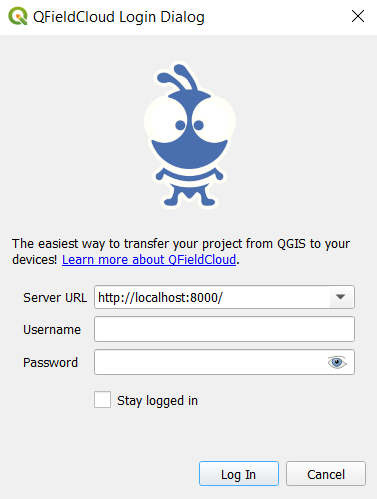 QFieldCloud Login Dialog
The easiest way to transfer your project from QGIS to your
devices! Learn more about QFieldCloud.
Server URL http://localhost:8000/
Username
Password
Stay logged in
Log In Cancel